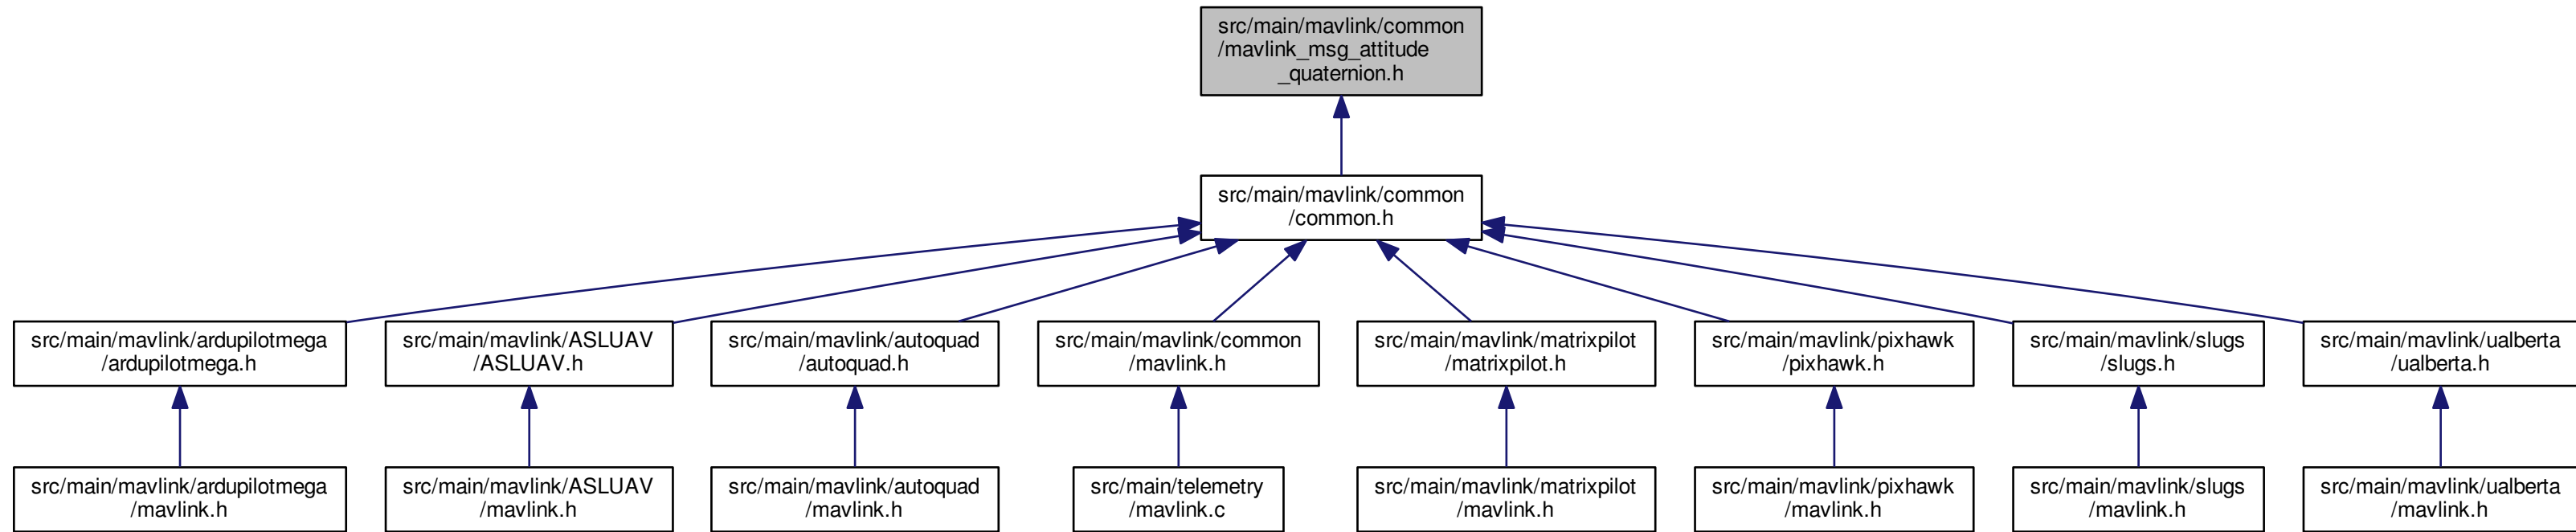 src/main/mavlink/common
/mavlink_msg_attitude
_quaternion.h
src/main/mavlink/common
/common.h
src/main/mavlink/ardupilotmega
/ardupilotmega.h
src/main/mavlink/ASLUAV
/ASLUAV.h
src/main/mavlink/autoquad
/autoquad.h
src/main/mavlink/common
/mavlink.h
src/main/mavlink/matrixpilot
/matrixpilot.h
src/main/mavlink/pixhawk
/pixhawk.h
src/main/mavlink/slugs
/slugs.h
src/main/mavlink/ualberta
/ualberta.h
src/main/mavlink/ardupilotmega
/mavlink.h
src/main/mavlink/ASLUAV
/mavlink.h
src/main/mavlink/autoquad
/mavlink.h
src/main/telemetry
/mavlink.c
src/main/mavlink/matrixpilot
/mavlink.h
src/main/mavlink/pixhawk
/mavlink.h
src/main/mavlink/slugs
/mavlink.h
src/main/mavlink/ualberta
/mavlink.h